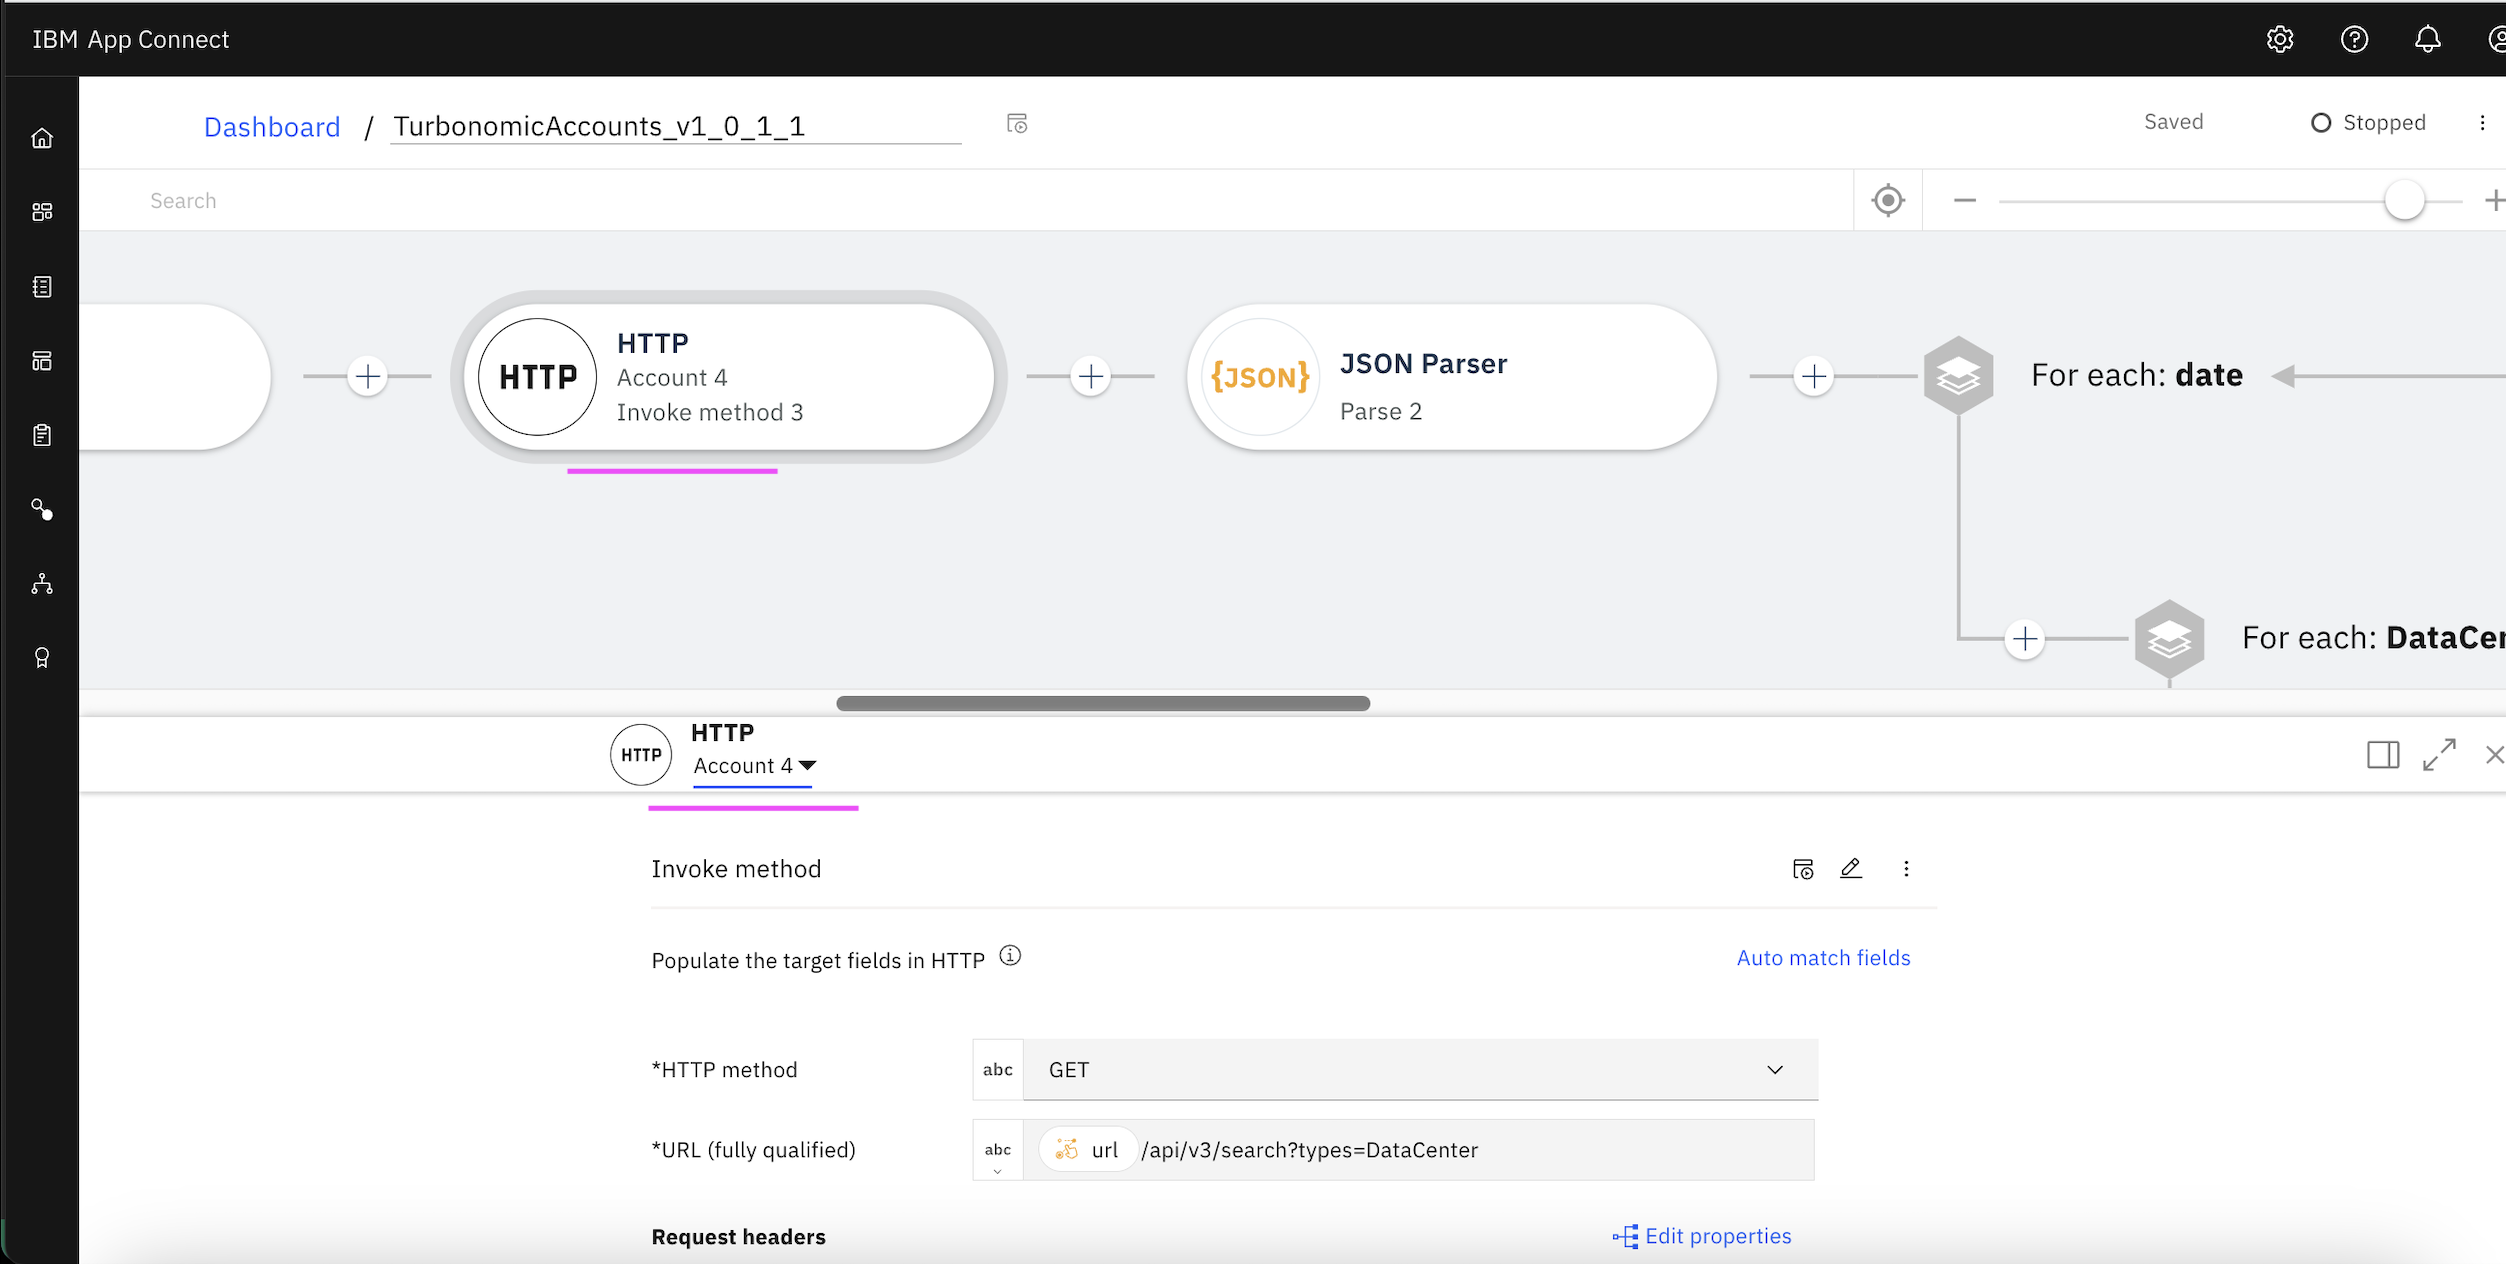 IBM App Connect
Dashboard / TurbonomicAccounts_v1_0_1_1
Saved
Stopped
Search
HTTP
HTTP
Account 4
Invoke method 3
{JSON}
JSON Parser
Parse 2
For each: date
For each: DataCer
HTTP
HTTP
Account 4
Invoke method
Populate the target fields in HTTP
Auto match fields
*HTTP method
abc
GET
*URL (fully qualified)
abc
url /api/v3/search?types=DataCenter
Request headers
Edit properties